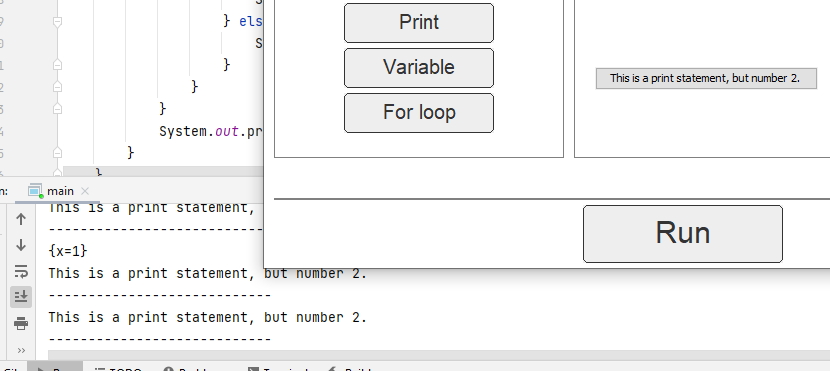 } els
}
}
}
System.out.pr
}
}
Print
Variable
For loop
This is a print statement, but number 2.
Run
main
This is a print statement,
----------------------------
{x=1}
This is a print statement, but number 2.
----------------------------
This is a print statement, but number 2.
----------------------------